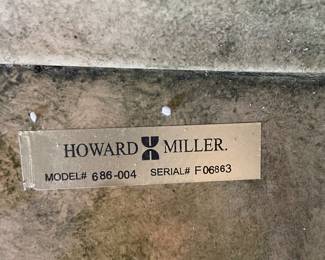 HOWARD MILLER.
MODEL# 686-004 SERIAL# F06863